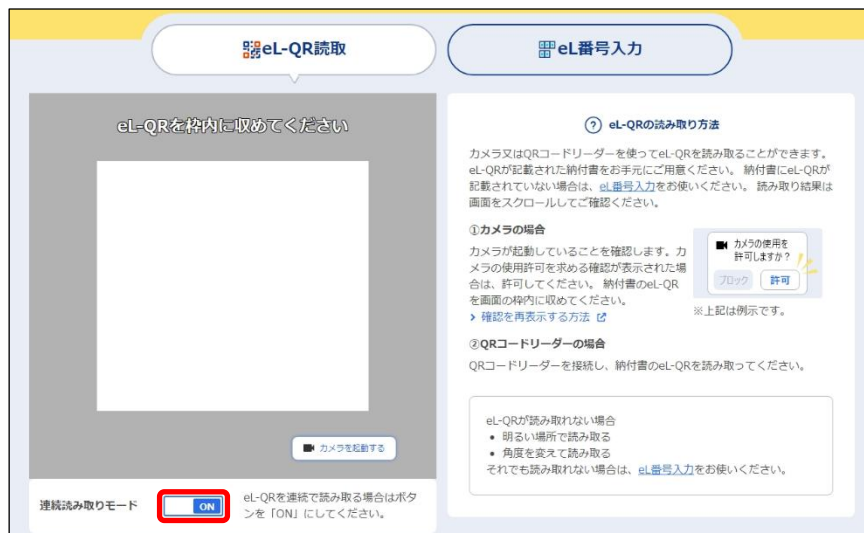 eL-QR読取
eL番号入力
eL-QRを枠内に収めてください
カメラを起動する
連続読み取りモード
ON
eL-QRを連続で読み取る場合はボタ
ンを「ON」にしてください。
? eL-QRの読み取り方法
カメラ又はQRコードリーダーを使ってeL-QRを読み取ることができます。
eL-QRが記載された納付書をお手元にご用意ください。 納付書にeL-QRが
記載されていない場合は、eL番号入力をお使いください。 読み取り結果は
画面をスクロールしてご確認ください。
①カメラの場合
カメラが起動していることを確認します。カ
メラの使用許可を求める確認が表示された場
合は、許可してください。 納付書のeL-QR
を画面の枠内に収めてください。
> 確認を再表示する方法
カメラの使用を
許可しますか？
ブロック
許可
※上記は例示です。
②QRコードリーダーの場合
QRコードリーダーを接続し、納付書のeL-QRを読み取ってください。
eL-QRが読み取れない場合
• 明るい場所で読み取る
• 角度を変えて読み取る
それでも読み取れない場合は、eL番号入力をお使いください。